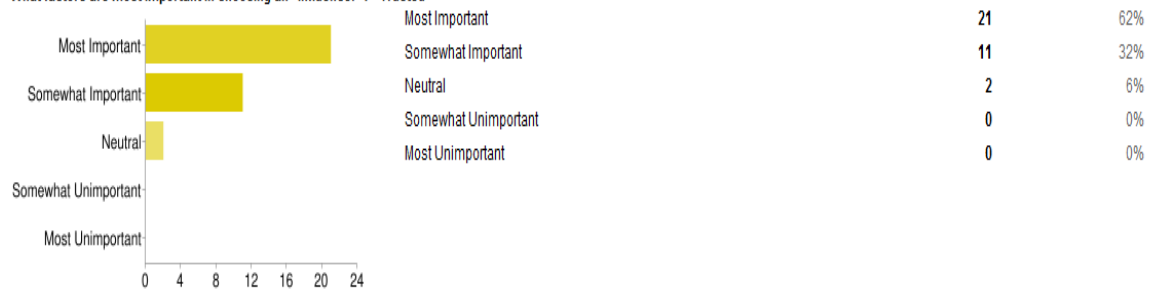 Most Important 21 62%
Somewhat Important 11 32%
Neutral 2 6%
Somewhat Unimportant 0 0%
Most Unimportant 0 0%
Most Important
Somewhat Important
Neutral
Somewhat Unimportant
Most Unimportant
0 4 8 12 16 20 24